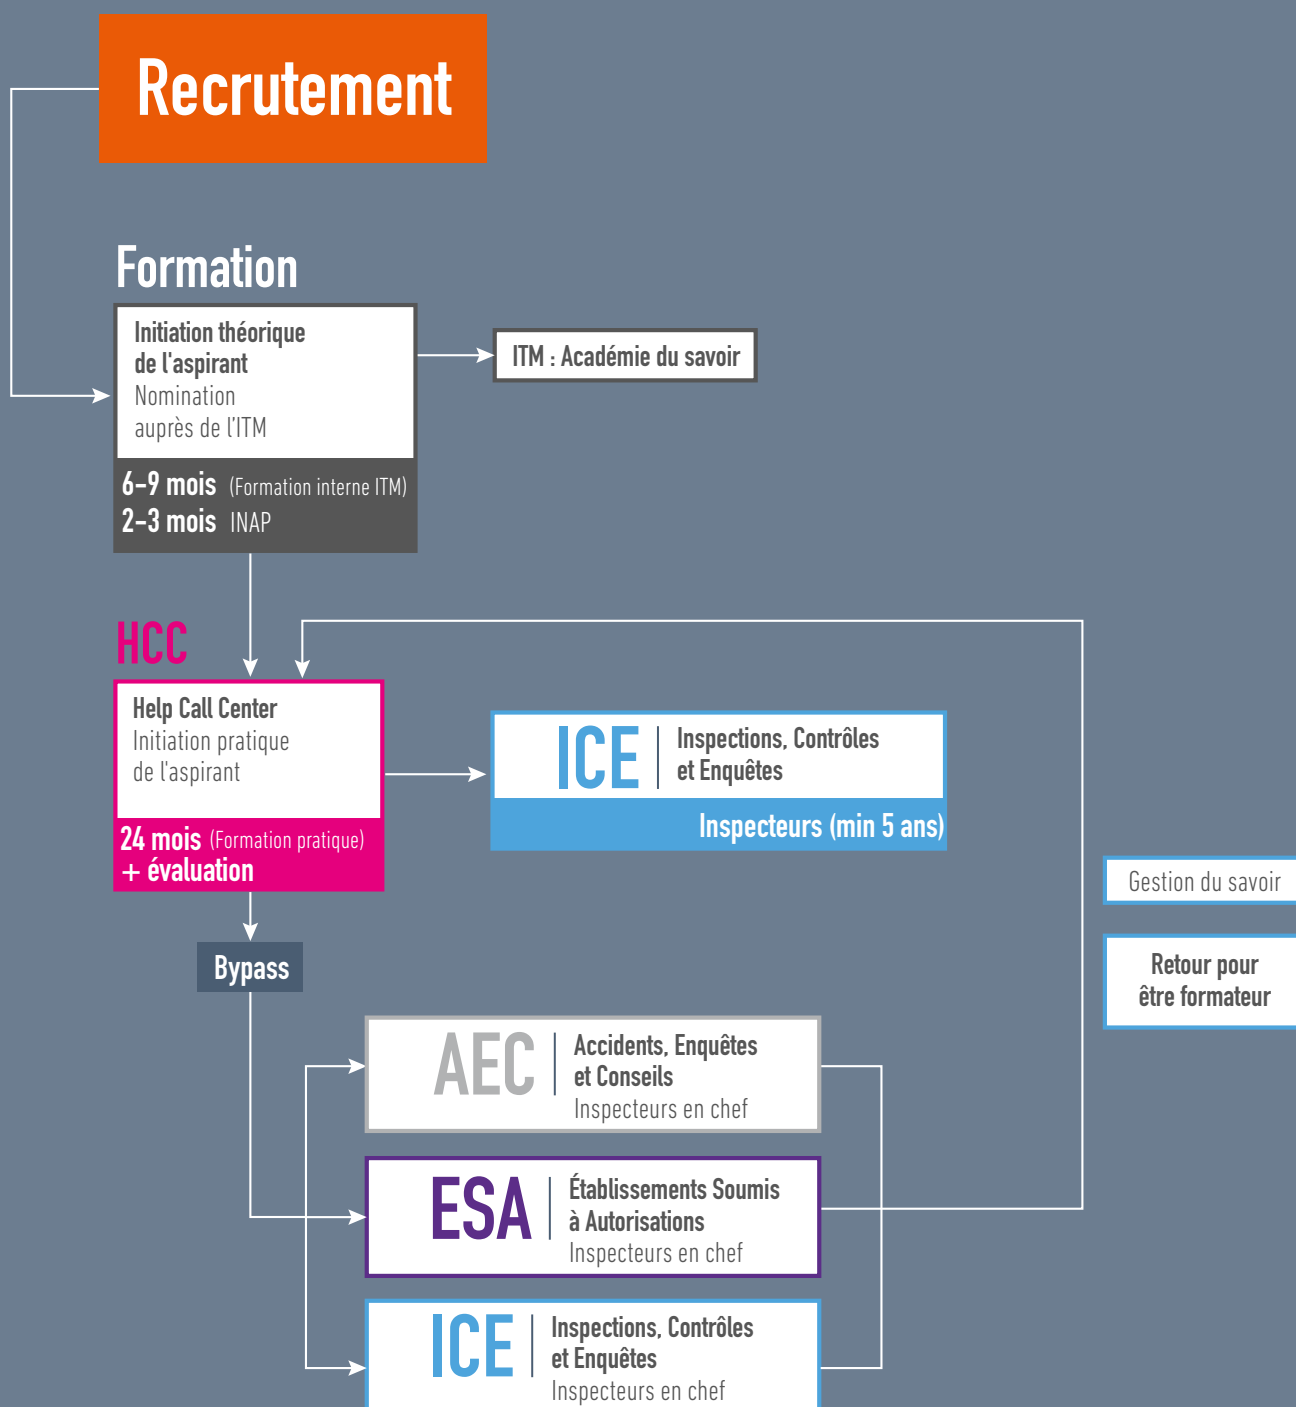 Recrutement
Formation
Initiation théorique
de l'aspirant
Nomination
auprès de l'ITM
6-9 mois (Formation interne ITM)
2-3 mois INAP
ITM : Académie du savoir
HCC
Help Call Center
Initiation pratique
de l'aspirant
24 mois (Formation pratique)
+ évaluation
ICE
Inspections, Contrôles
et Enquêtes
Inspecteurs (min 5 ans)
Gestion du savoir
Retour pour
être formateur
Bypass
AEC
Accidents, Enquêtes
et Conseils
Inspecteurs en chef
ESA
Établissements Soumis
à Autorisations
Inspecteurs en chef
ICE
Inspections, Contrôles
et Enquêtes
Inspecteurs en chef